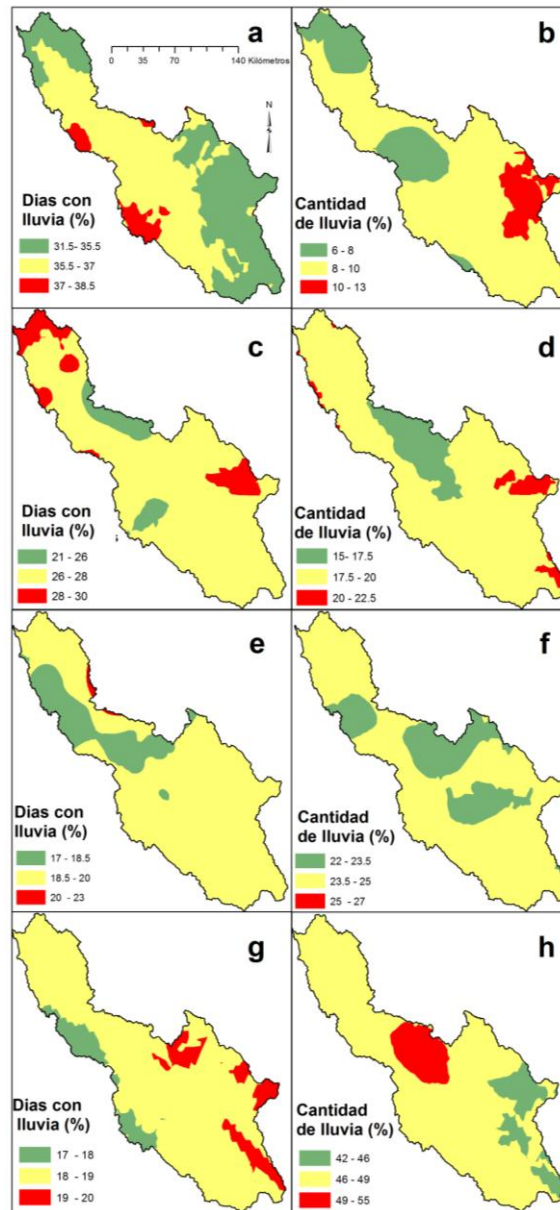 a
0 35 70 140 Kilómetros
N
Dias con
lluvia (%)
31.5- 35.5
35.5 - 37
37 - 38.5
b
Cantidad
de lluvia (%)
6 - 8
8 - 10
10 - 13
c
Dias con
lluvia (%)
21 - 26
26 - 28
28 - 30
d
Cantidad
de lluvia (%)
15 - 17.5
17.5 - 20
20 - 22.5
e
Dias con
lluvia (%)
17 - 18.5
18.5 - 20
20 - 23
f
Cantidad
de lluvia (%)
22 - 23.5
23.5 - 25
25 - 27
g
Dias con
lluvia (%)
17 - 18
18 - 19
19 - 20
h
Cantidad
de lluvia (%)
42 - 46
46 - 49
49 - 55